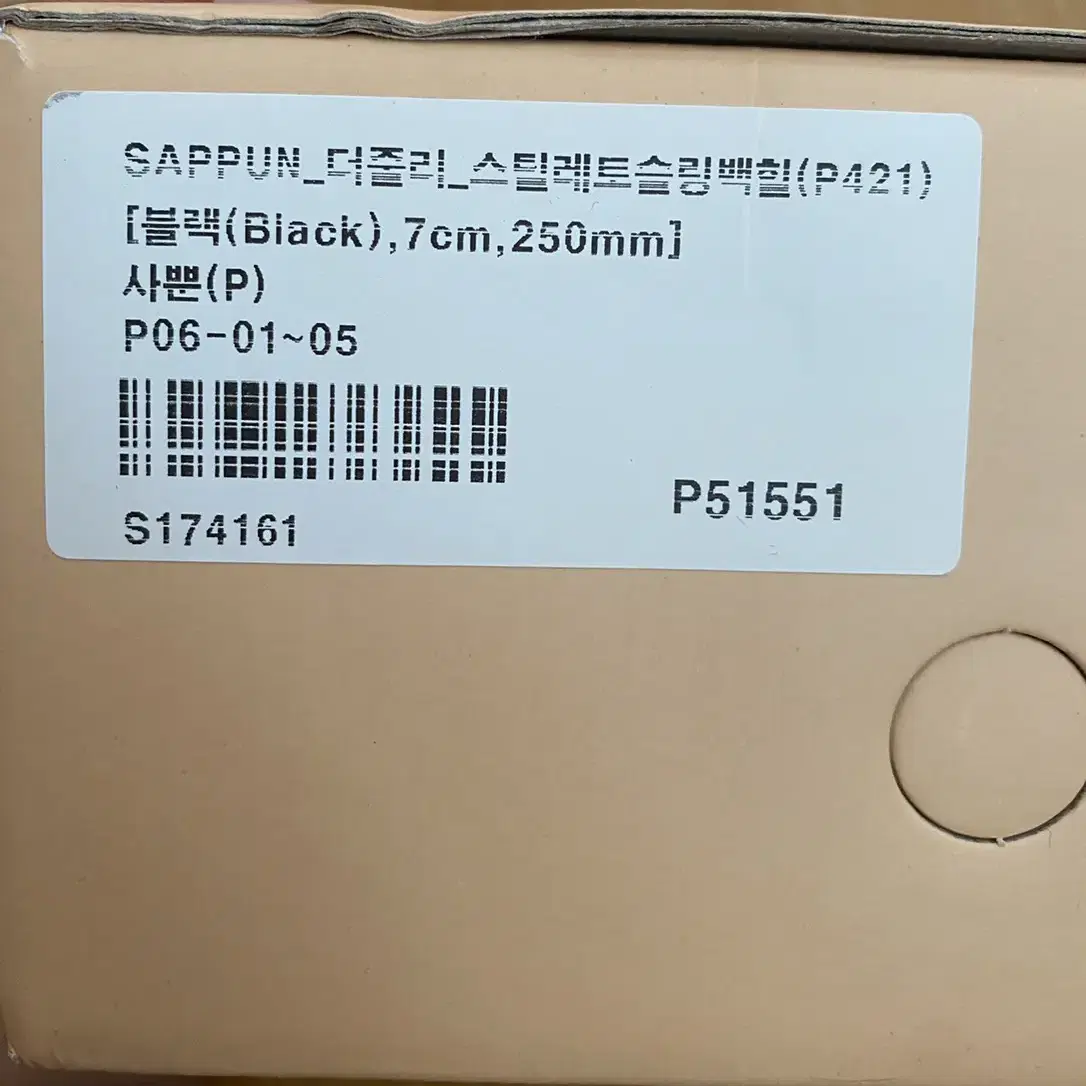 SAPPUN_더줄리_스틸레토슬링백힐(P421)
[블랙(Black),7cm,250mm]
사뿐(P)
P06-01~05
S174161
P51551